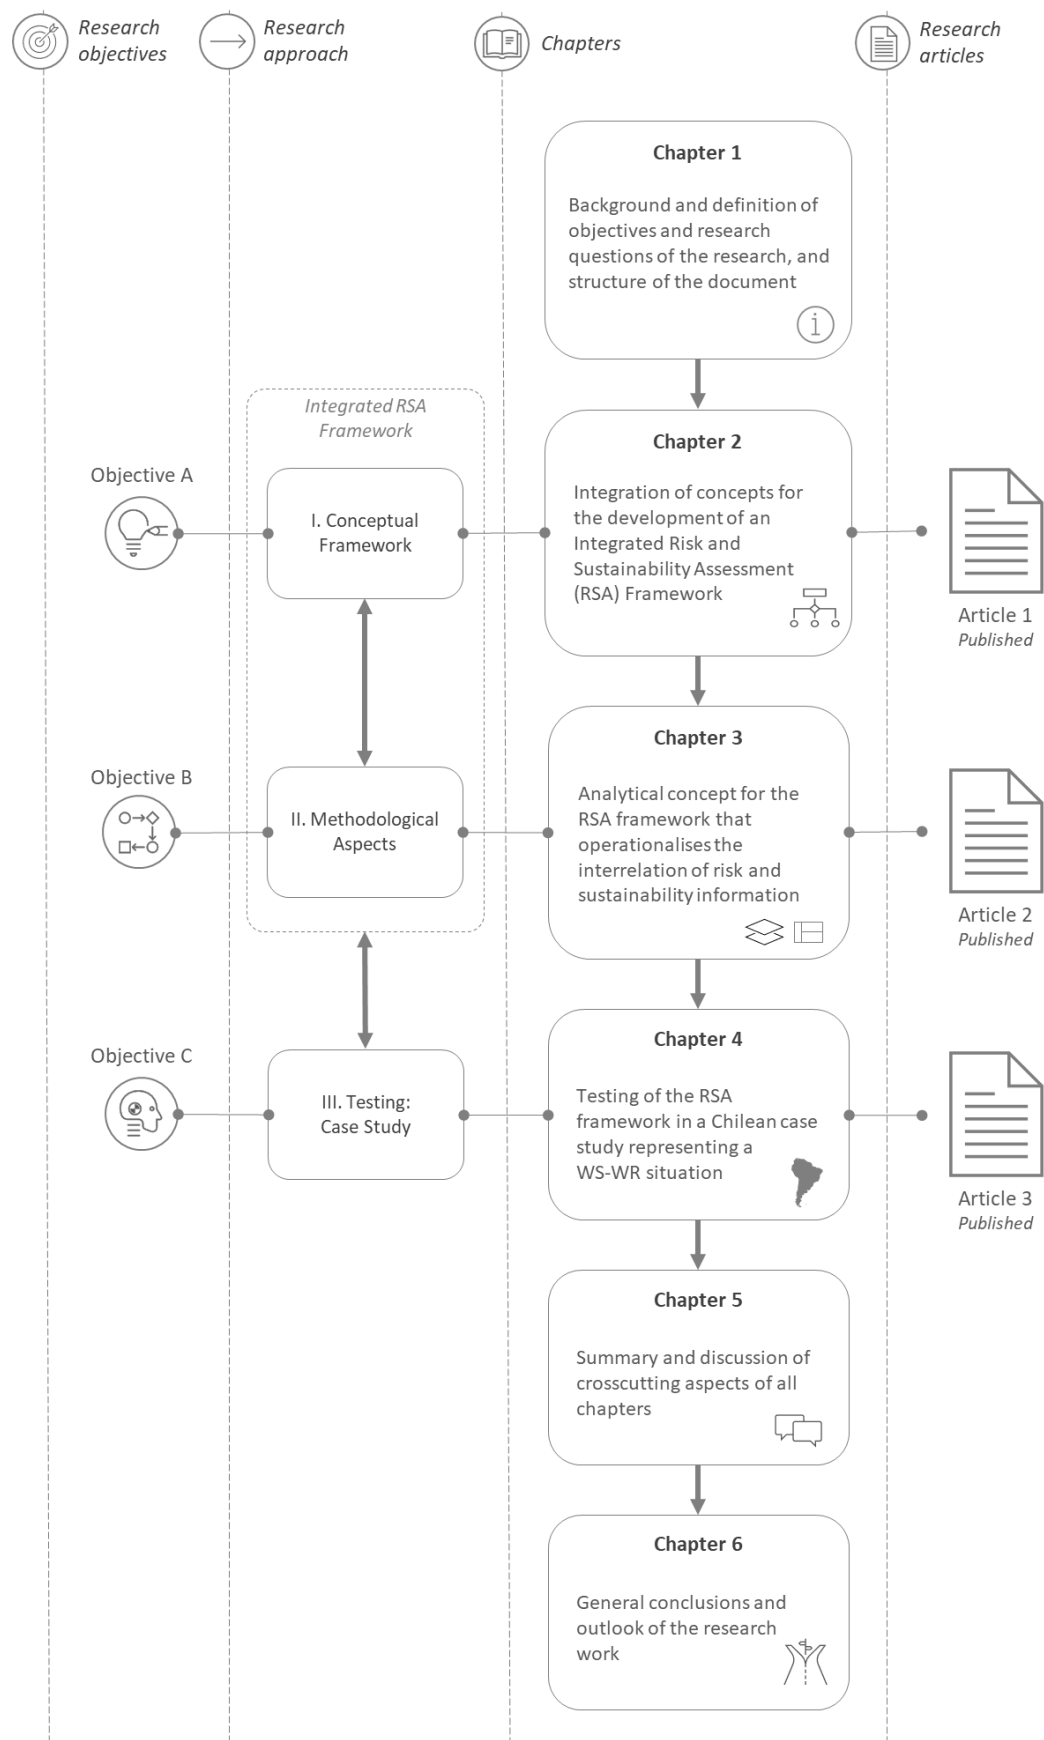 Research
objectives
Research
approach
Chapters
Research
articles
Chapter 1
Background and definition of
objectives and research
questions of the research, and
structure of the document
i
Integrated RSA
Framework
Objective A
I. Conceptual
Framework
Chapter 2
Integration of concepts for
the development of an
Integrated Risk and
Sustainability Assessment
(RSA) Framework
Article 1
Published
Objective B
II. Methodological
Aspects
Chapter 3
Analytical concept for the
RSA framework that
operationalises the
interrelation of risk and
sustainability information
Article 2
Published
Objective C
III. Testing:
Case Study
Chapter 4
Testing of the RSA
framework in a Chilean case
study representing a
WS-WR situation
Article 3
Published
Chapter 5
Summary and discussion of
crosscutting aspects of all
chapters
Chapter 6
General conclusions and
outlook of the research
work